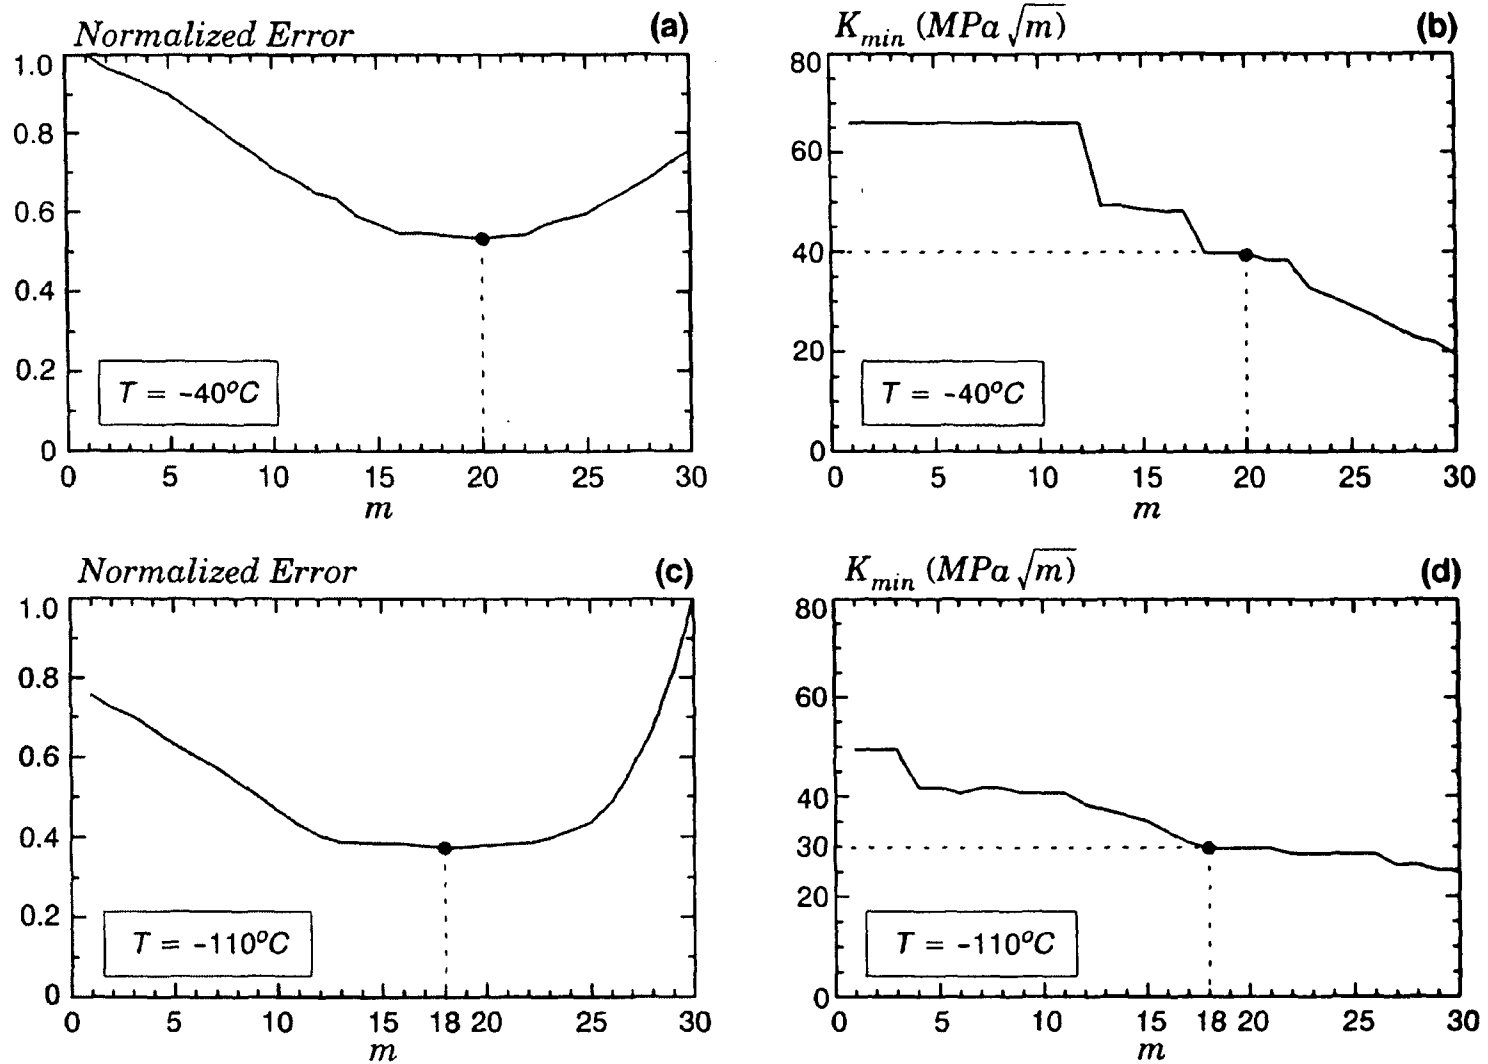 Normalized Error (a)
1.0
0.8
0.6
0.4
0.2
0
T = -40°C
0 5 10 15 20 25 30
m
K_min (MPa √m) (b)
80
60
40
20
0
T = -40°C
0 5 10 15 20 25 30
m
Normalized Error (c)
1.0
0.8
0.6
0.4
0.2
0
T = -110°C
0 5 10 15 18 20 25 30
m
K_min (MPa √m) (d)
80
60
40
30
20
0
T = -110°C
0 5 10 15 18 20 25 30
m